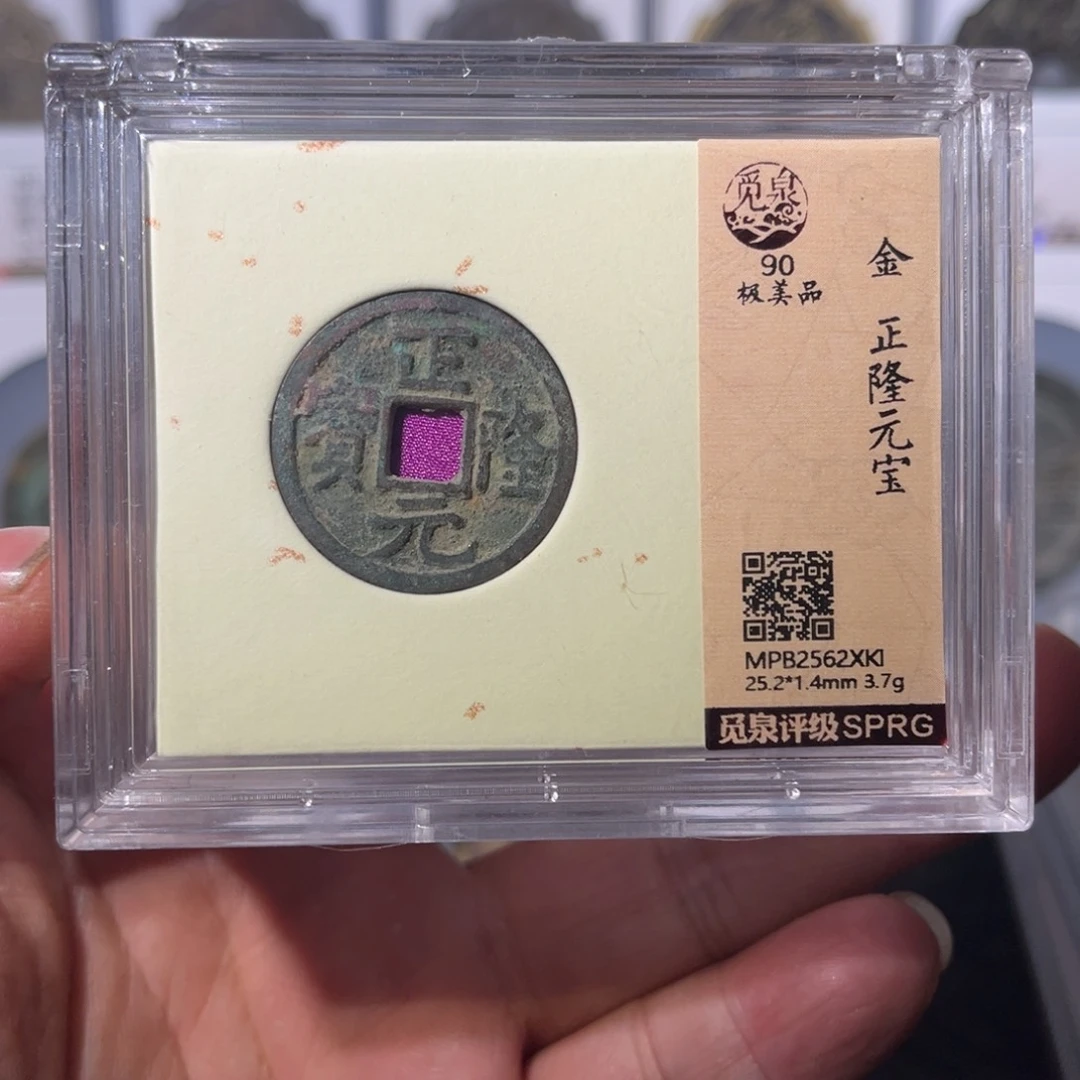 正
隆
元
寳
觅泉
90
极美品
金 正隆元宝
MPB2562XKI
25.2*1.4mm 3.7g
觅泉评级SPRG